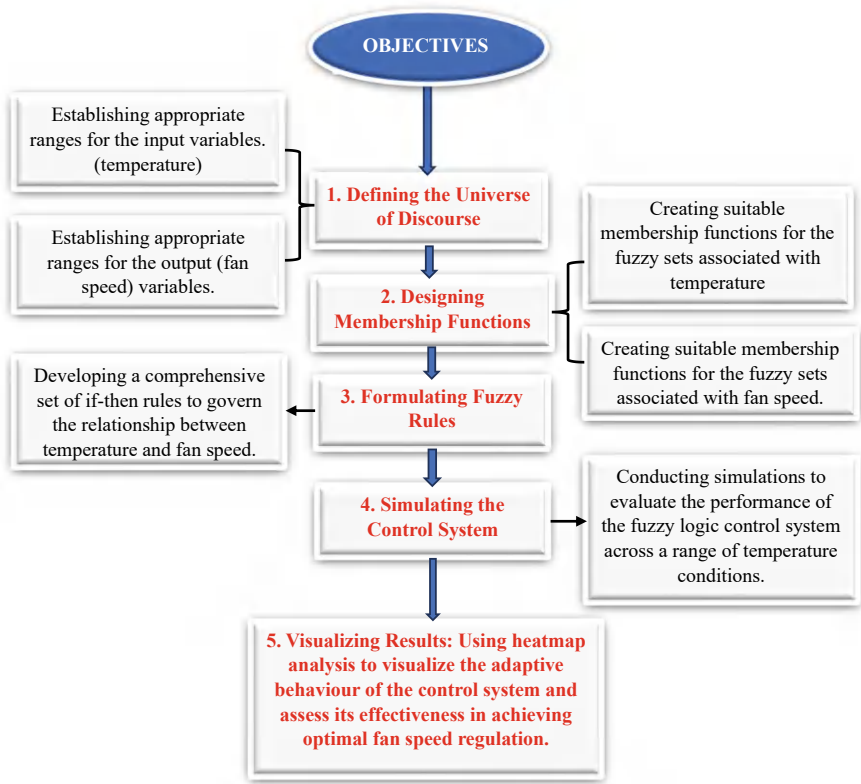 OBJECTIVES
Establishing appropriate
ranges for the input variables.
(temperature)
1. Defining the Universe
of Discourse
Establishing appropriate
ranges for the output (fan
speed) variables.
Creating suitable
membership functions for the
fuzzy sets associated with
temperature
2. Designing
Membership Functions
Creating suitable membership
functions for the fuzzy sets
associated with fan speed.
Developing a comprehensive
set of if-then rules to govern
the relationship between
temperature and fan speed.
3. Formulating Fuzzy
Rules
4. Simulating the
Control System
Conducting simulations to
evaluate the performance of
the fuzzy logic control system
across a range of temperature
conditions.
5. Visualizing Results: Using heatmap
analysis to visualize the adaptive
behaviour of the control system and
assess its effectiveness in achieving
optimal fan speed regulation.